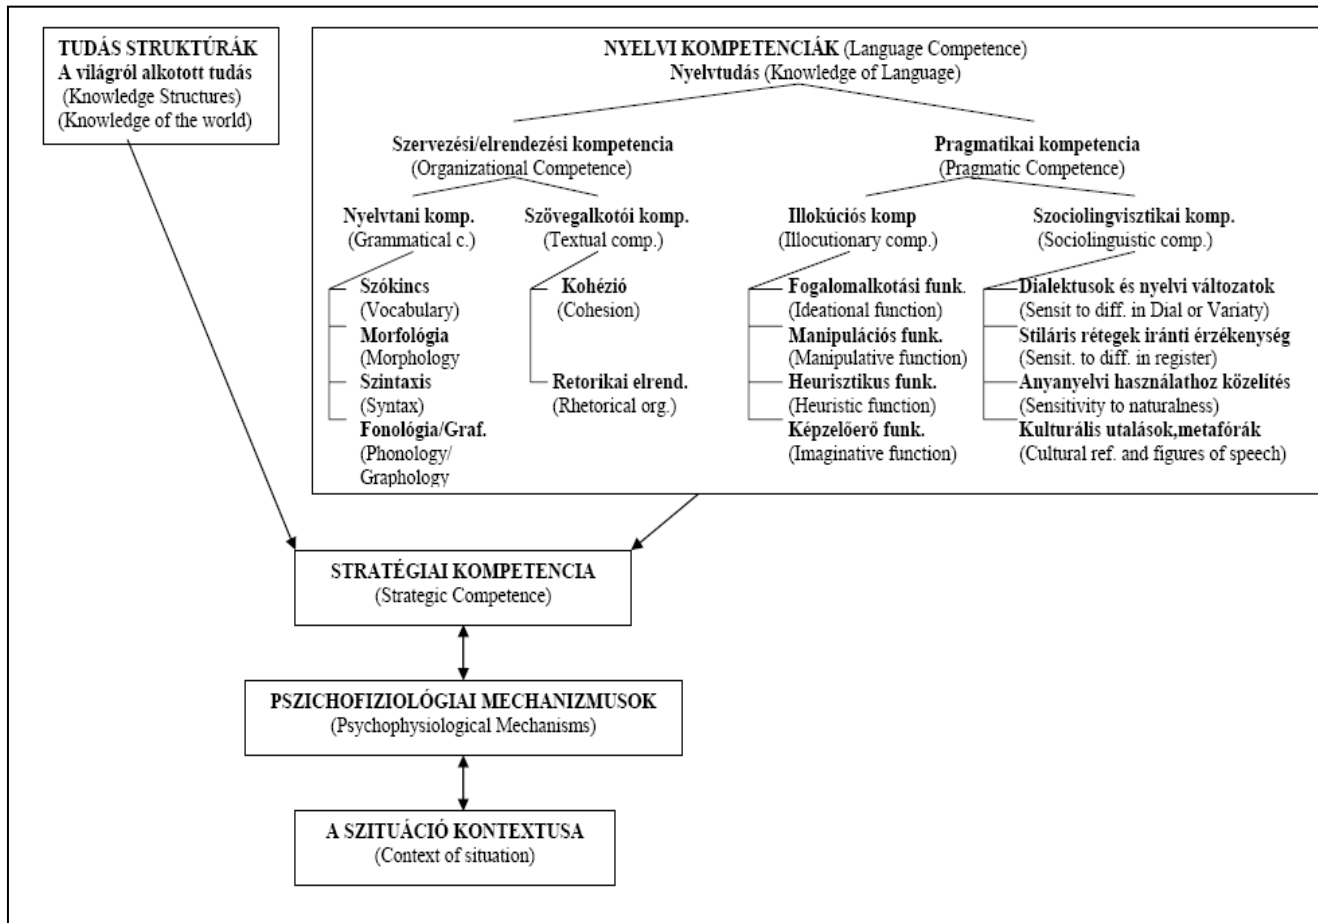 TUDÁS STRUKTÚRÁK
A világról alkotott tudás
(Knowledge Structures)
(Knowledge of the world)
NYELVI KOMPETENCIÁK (Language Competence)
Nyelvtudás (Knowledge of Language)
Szervezési/elrendezési kompetencia
(Organizational Competence)
Pragmatikai kompetencia
(Pragmatic Competence)
Nyelvtani komp.
(Grammatical c.)
Szövegalkotói komp.
(Textual comp.)
Illokúciós komp
(Illocutionary comp.)
Szociolingvisztikai komp.
(Sociolinguistic comp.)
Szókincs
(Vocabulary)
Morfológia
(Morphology
Szintaxis
(Syntax)
Fonológia/Graf.
(Phonology/
Graphology
Kohézió
(Cohesion)
Retorikai elrend.
(Rhetorical org.)
Fogalomalkotási funk.
(Ideational function)
Manipulációs funk.
(Manipulative function)
Heurisztikus funk.
(Heuristic function)
Képzelőerő funk.
(Imaginative function)
Dialektusok és nyelvi változatok
(Sensit to diff. in Dial or Variaty)
Stiláris rétegek iránti érzékenység
(Sensit. to diff. in register)
Anyanyelvi használathoz közelítés
(Sensitivity to naturalness)
Kulturális utalások,metafórák
(Cultural ref. and figures of speech)
STRATÉGIAI KOMPETENCIA
(Strategic Competence)
PSZICHOFIZIOLÓGIAI MECHANIZMUSOK
(Psychophysiological Mechanisms)
A SZITUÁCIÓ KONTEXTUSA
(Context of situation)